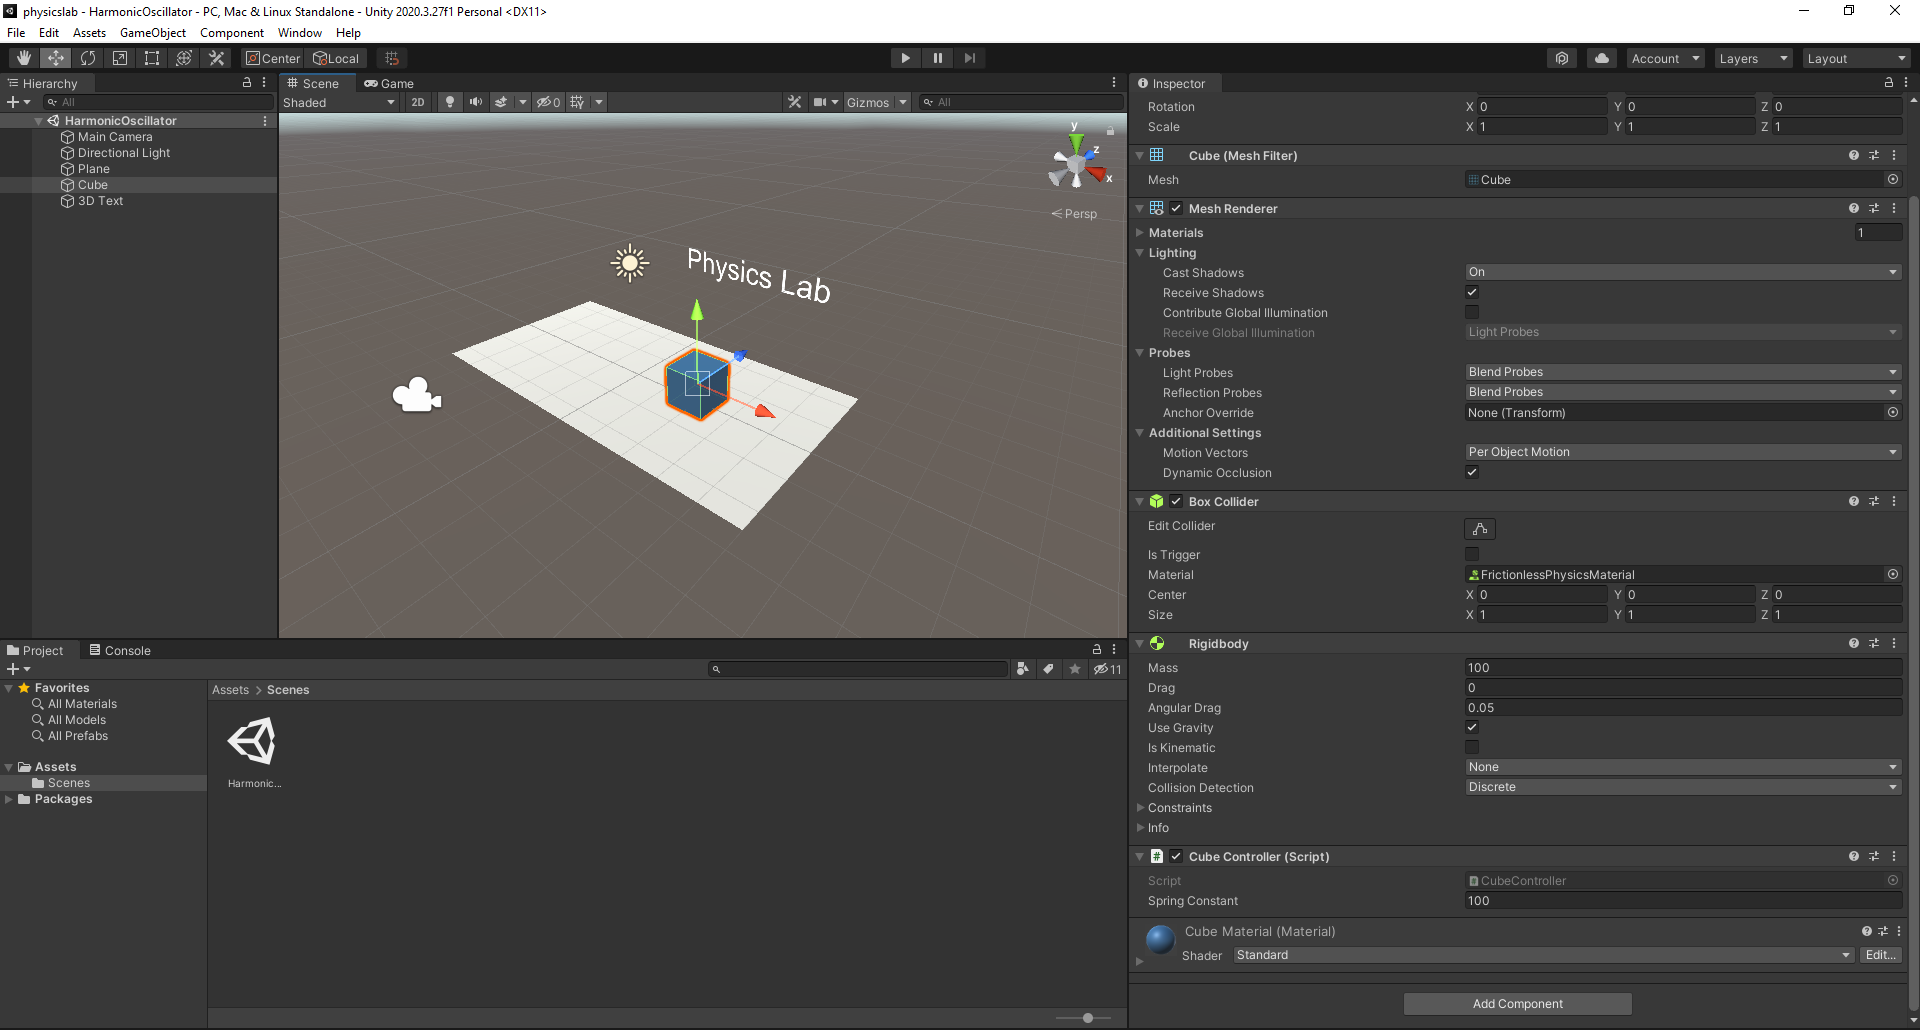 physicslab - HarmonicOscillator - PC, Mac & Linux Standalone - Unity 2020.3.27f1 Personal <DX11>
File Edit Assets GameObject Component Window Help
Center Local Account Layers Layout
Hierarchy
All
HarmonicOscillator
Main Camera
Directional Light
Plane
Cube
3D Text
Scene Game
Shaded 2D 0 Gizmos All
y
z
x
Persp
Physics Lab
Project Console
11
Favorites
All Materials
All Models
All Prefabs
Assets
Scenes
Packages
Assets > Scenes
Harmonic...
Inspector
Rotation X 0 Y 0 Z 0
Scale X 1 Y 1 Z 1
Cube (Mesh Filter)
Mesh Cube
Mesh Renderer
Materials 1
Lighting
Cast Shadows On
Receive Shadows
Contribute Global Illumination
Receive Global Illumination Light Probes
Probes
Light Probes Blend Probes
Reflection Probes Blend Probes
Anchor Override None (Transform)
Additional Settings
Motion Vectors Per Object Motion
Dynamic Occlusion
Box Collider
Edit Collider
Is Trigger
Material FrictionlessPhysicsMaterial
Center X 0 Y 0 Z 0
Size X 1 Y 1 Z 1
Rigidbody
Mass 100
Drag 0
Angular Drag 0.05
Use Gravity
Is Kinematic
Interpolate None
Collision Detection Discrete
Constraints
Info
# Cube Controller (Script)
Script CubeController
Spring Constant 100
Cube Material (Material)
Shader Standard Edit...
Add Component